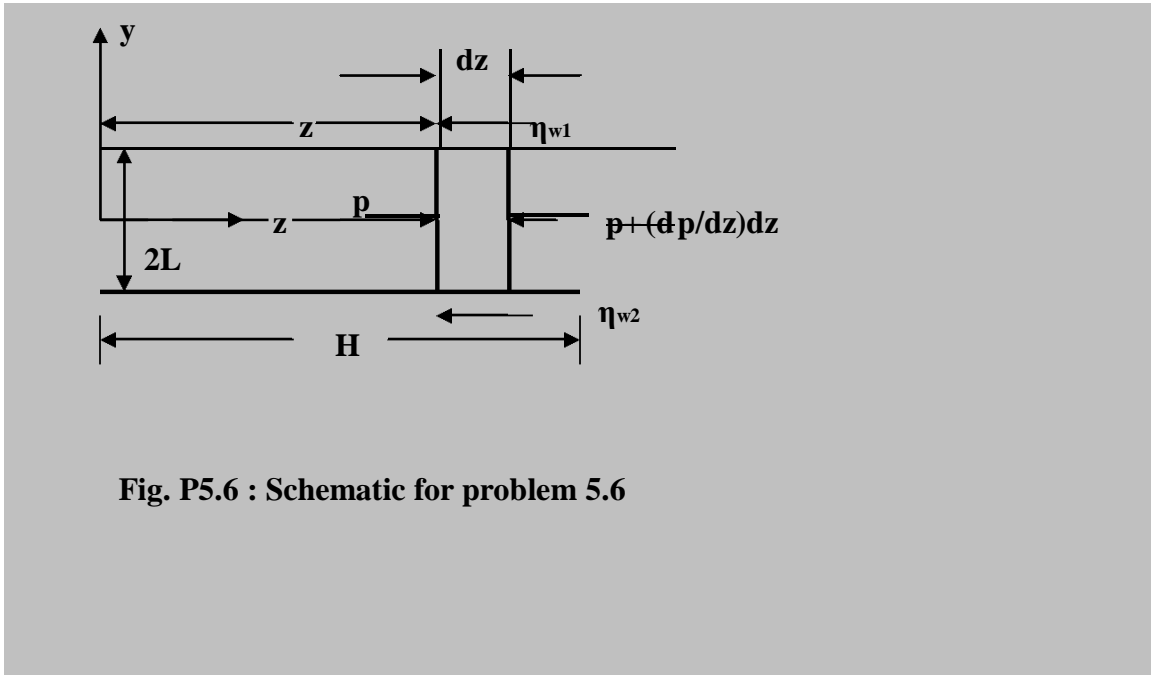 y
dz
z
ηw1
p
z
p+(dp/dz)dz
2L
ηw2
H
Fig. P5.6 : Schematic for problem 5.6